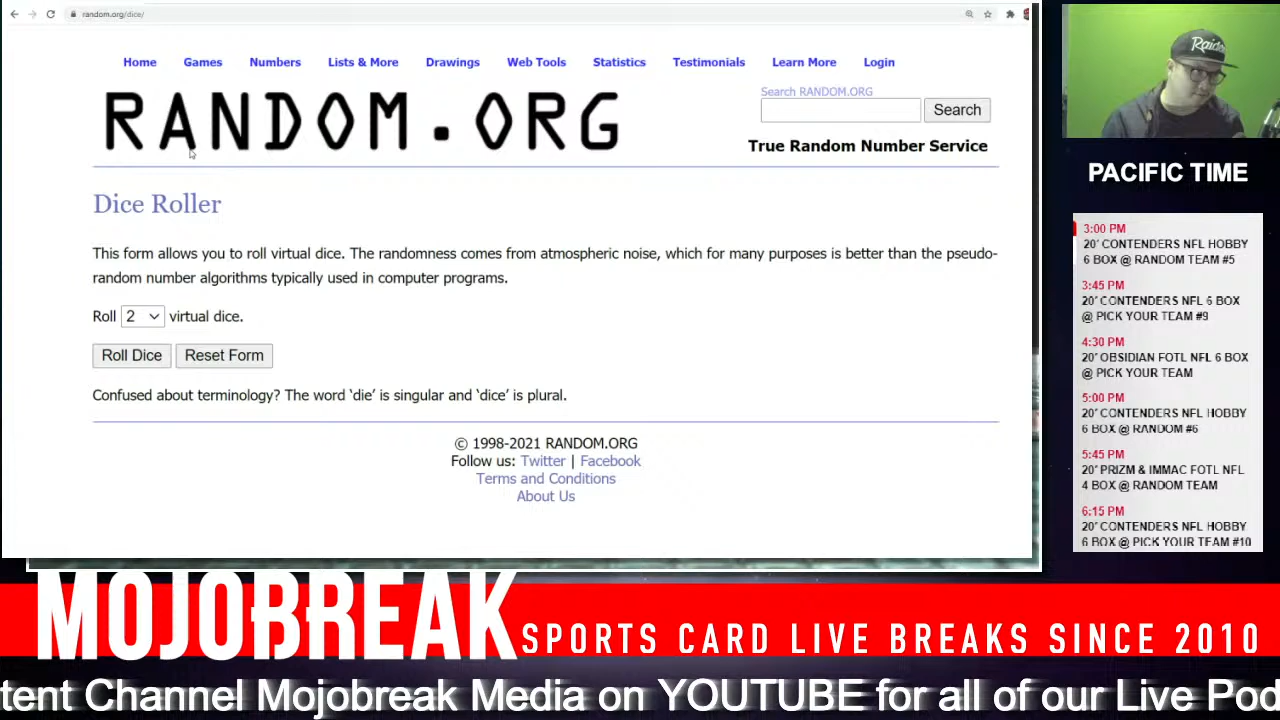 random.org/dice/
Home Games Numbers Lists & More Drawings Web Tools Statistics Testimonials Learn More Login
RANDOM.ORG
Search RANDOM.ORG
Search
True Random Number Service
Dice Roller
This form allows you to roll virtual dice. The randomness comes from atmospheric noise, which for many purposes is better than the pseudo-
random number algorithms typically used in computer programs.
Roll 2 virtual dice.
Roll Dice Reset Form
Confused about terminology? The word ‘die’ is singular and ‘dice’ is plural.
© 1998-2021 RANDOM.ORG
Follow us: Twitter | Facebook
Terms and Conditions
About Us
Raiders
PACIFIC TIME
3:00 PM
20' CONTENDERS NFL HOBBY
6 BOX @ RANDOM TEAM #5
3:45 PM
20' CONTENDERS NFL 6 BOX
@ PICK YOUR TEAM #9
4:30 PM
20' OBSIDIAN FOTL NFL 6 BOX
@ PICK YOUR TEAM
5:00 PM
20' CONTENDERS NFL HOBBY
6 BOX @ RANDOM #6
5:45 PM
20' PRIZM & IMMAC FOTL NFL
4 BOX @ RANDOM TEAM
6:15 PM
20' CONTENDERS NFL HOBBY
6 BOX @ PICK YOUR TEAM #10
MOJOBREAK
SPORTS CARD LIVE BREAKS SINCE 2010
tent Channel Mojobreak Media on YOUTUBE for all of our Live Pod